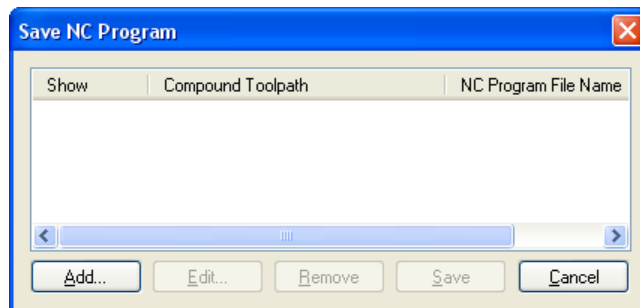 Save NC Program
Show Compound Toolpath NC Program File Name
Add... Edit... Remove Save Cancel